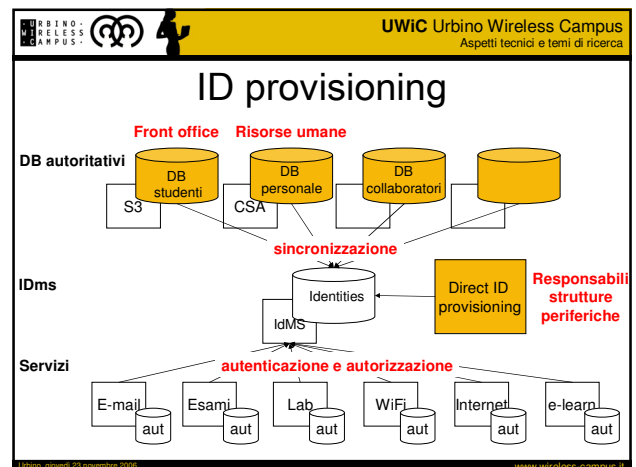 URBINO
WIRELESS
CAMPUS
UWiC Urbino Wireless Campus
Aspetti tecnici e temi di ricerca
ID provisioning
Front office
Risorse umane
DB autoritativi
DB
studenti
S3
DB
personale
CSA
DB
collaboratori
sincronizzazione
IDms
Identities
IdMS
Direct ID
provisioning
Responsabili
strutture
periferiche
Servizi
autenticazione e autorizzazione
E-mail
aut
Esami
aut
Lab
aut
WiFi
aut
Internet
aut
e-learn
aut
Urbino, giovedì 23 novembre 2006
www.wireless-campus.it